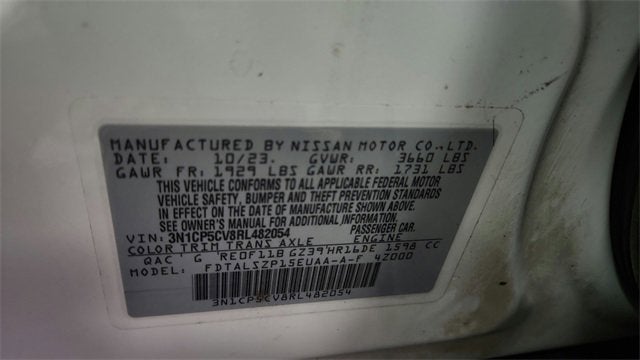 MANUFACTURED BY NISSAN MOTOR CO.,LTD.
DATE: 10/23. GVWR: 3660 LBS
GAWR FR: 1929 LBS GAWR RR: 1731 LBS
THIS VEHICLE CONFORMS TO ALL APPLICABLE FEDERAL MOTOR
VEHICLE SAFETY, BUMPER AND THEFT PREVENTION STANDARDS
IN EFFECT ON THE DATE OF MANUFACTURE SHOWN ABOVE.
SEE OWNER'S MANUAL FOR ADDITIONAL INFORMATION.
VIN: 3N1CP5CV8RL482054 PASSENGER CAR.
COLOR TRIM TRANS AXLE ENGINE
QAC G RE0F11B GZ39 HR16DE 1598 CC
MODEL: FDTALSZP15EUAA-A-F 42000
3N1CP5CV8RL482054